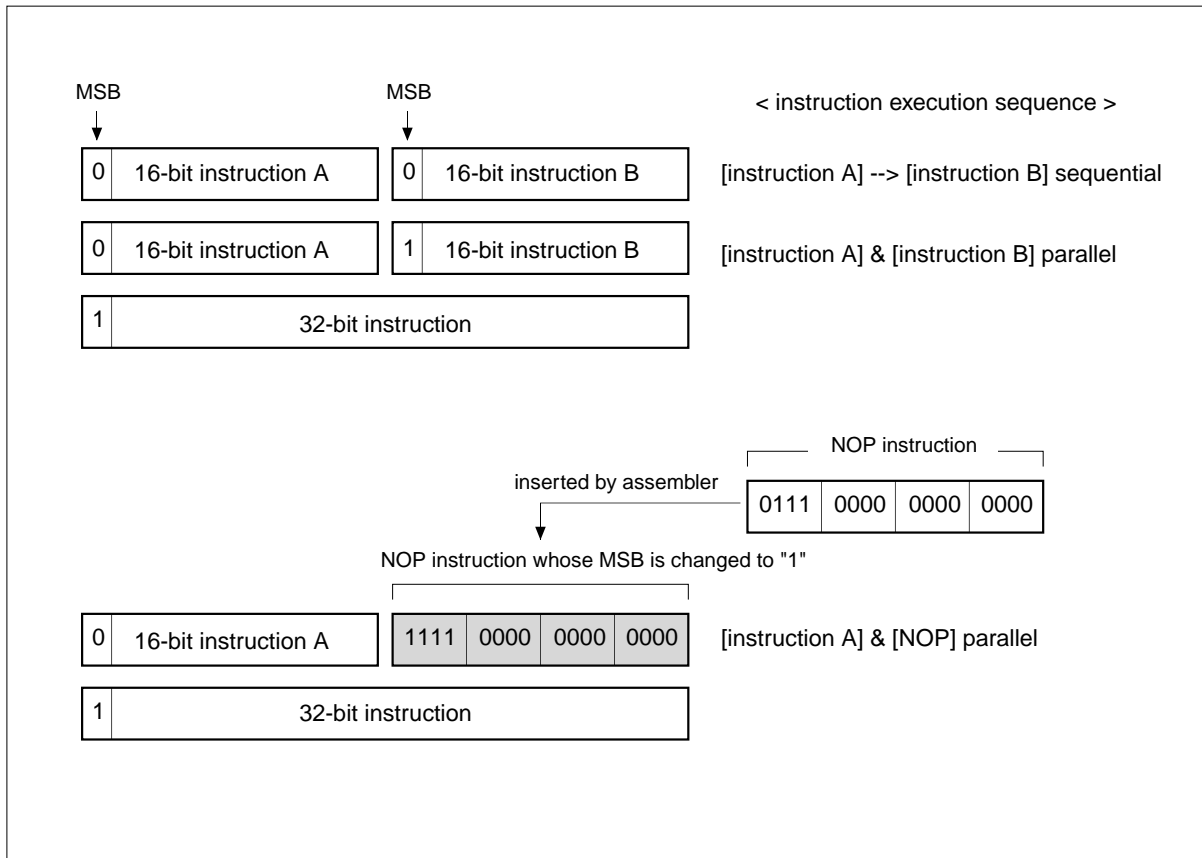 MSB MSB < instruction execution sequence >
0 16-bit instruction A 0 16-bit instruction B [instruction A] --> [instruction B] sequential
0 16-bit instruction A 1 16-bit instruction B [instruction A] & [instruction B] parallel
1 32-bit instruction
NOP instruction
inserted by assembler
0111 0000 0000 0000
NOP instruction whose MSB is changed to "1"
0 16-bit instruction A 1111 0000 0000 0000 [instruction A] & [NOP] parallel
1 32-bit instruction